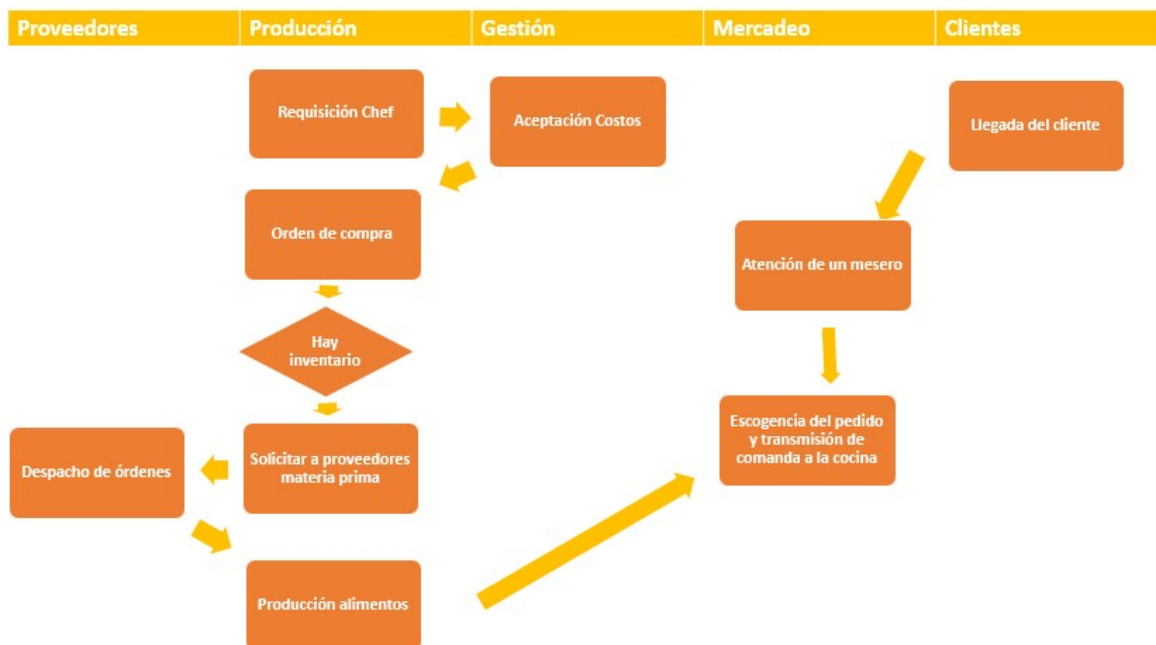 Proveedores
Producción
Gestión
Mercadeo
Clientes
Requisición Chef
Aceptación Costos
Llegada del cliente
Orden de compra
Atención de un mesero
Hay
inventario
Escogencia del pedido
y transmisión de
comanda a la cocina
Despacho de órdenes
Solicitar a proveedores
materia prima
Producción alimentos